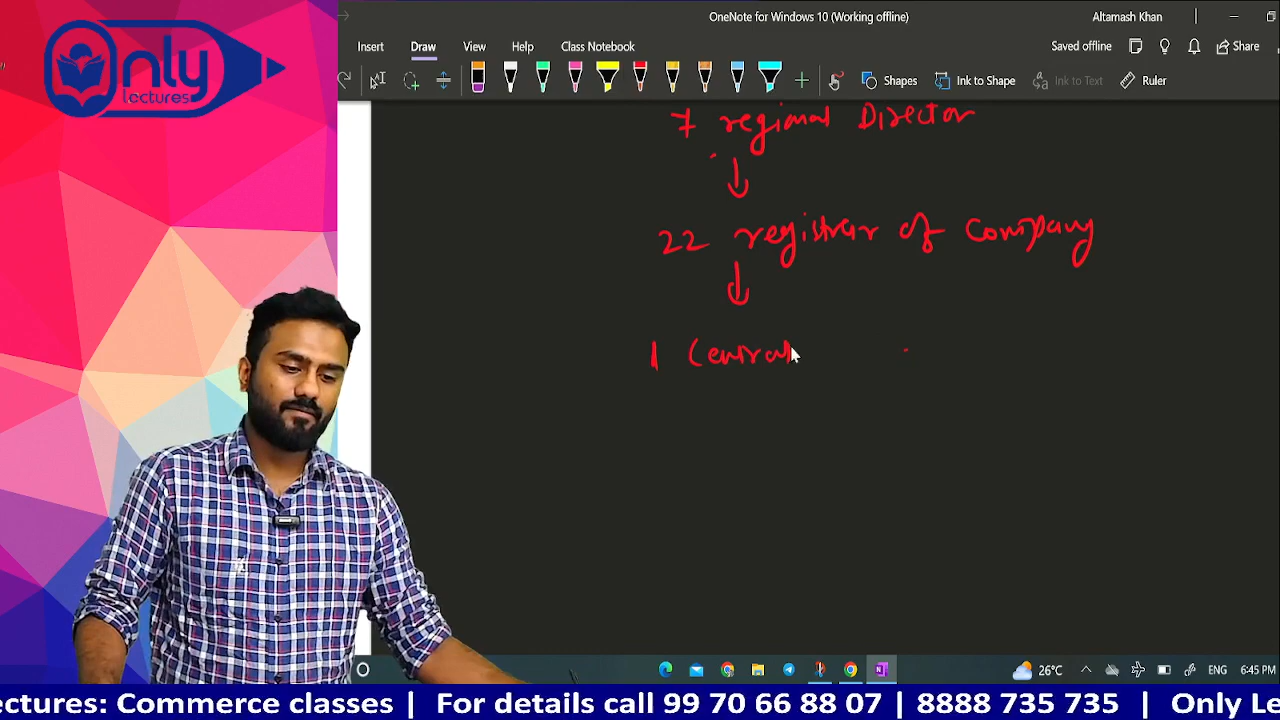 Only
lectures
OneNote for Windows 10 (Working offline)
Altamash Khan
Insert Draw View Help Class Notebook
Saved offline
Share
Shapes
Ink to Shape
Ink to Text
Ruler
7 regional Director
22 registrar of company
1 Central
26°C
ENG
6:45 PM
ectures: Commerce classes | For details call 99 70 66 88 07 | 8888 735 735 | Only Le